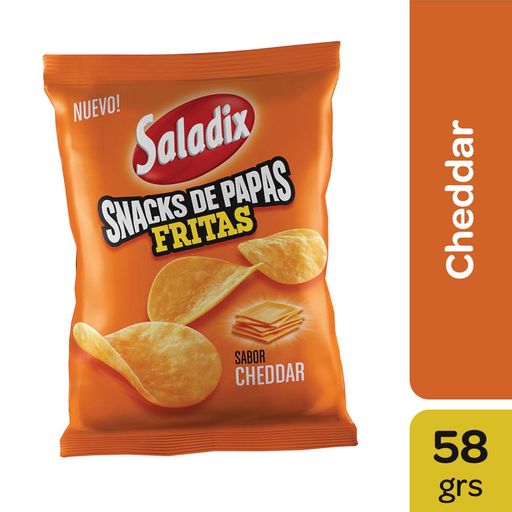 NUEVO!
Saladix
SNACKS DE PAPAS
FRITAS
SABOR
CHEDDAR
Cheddar
58
grs